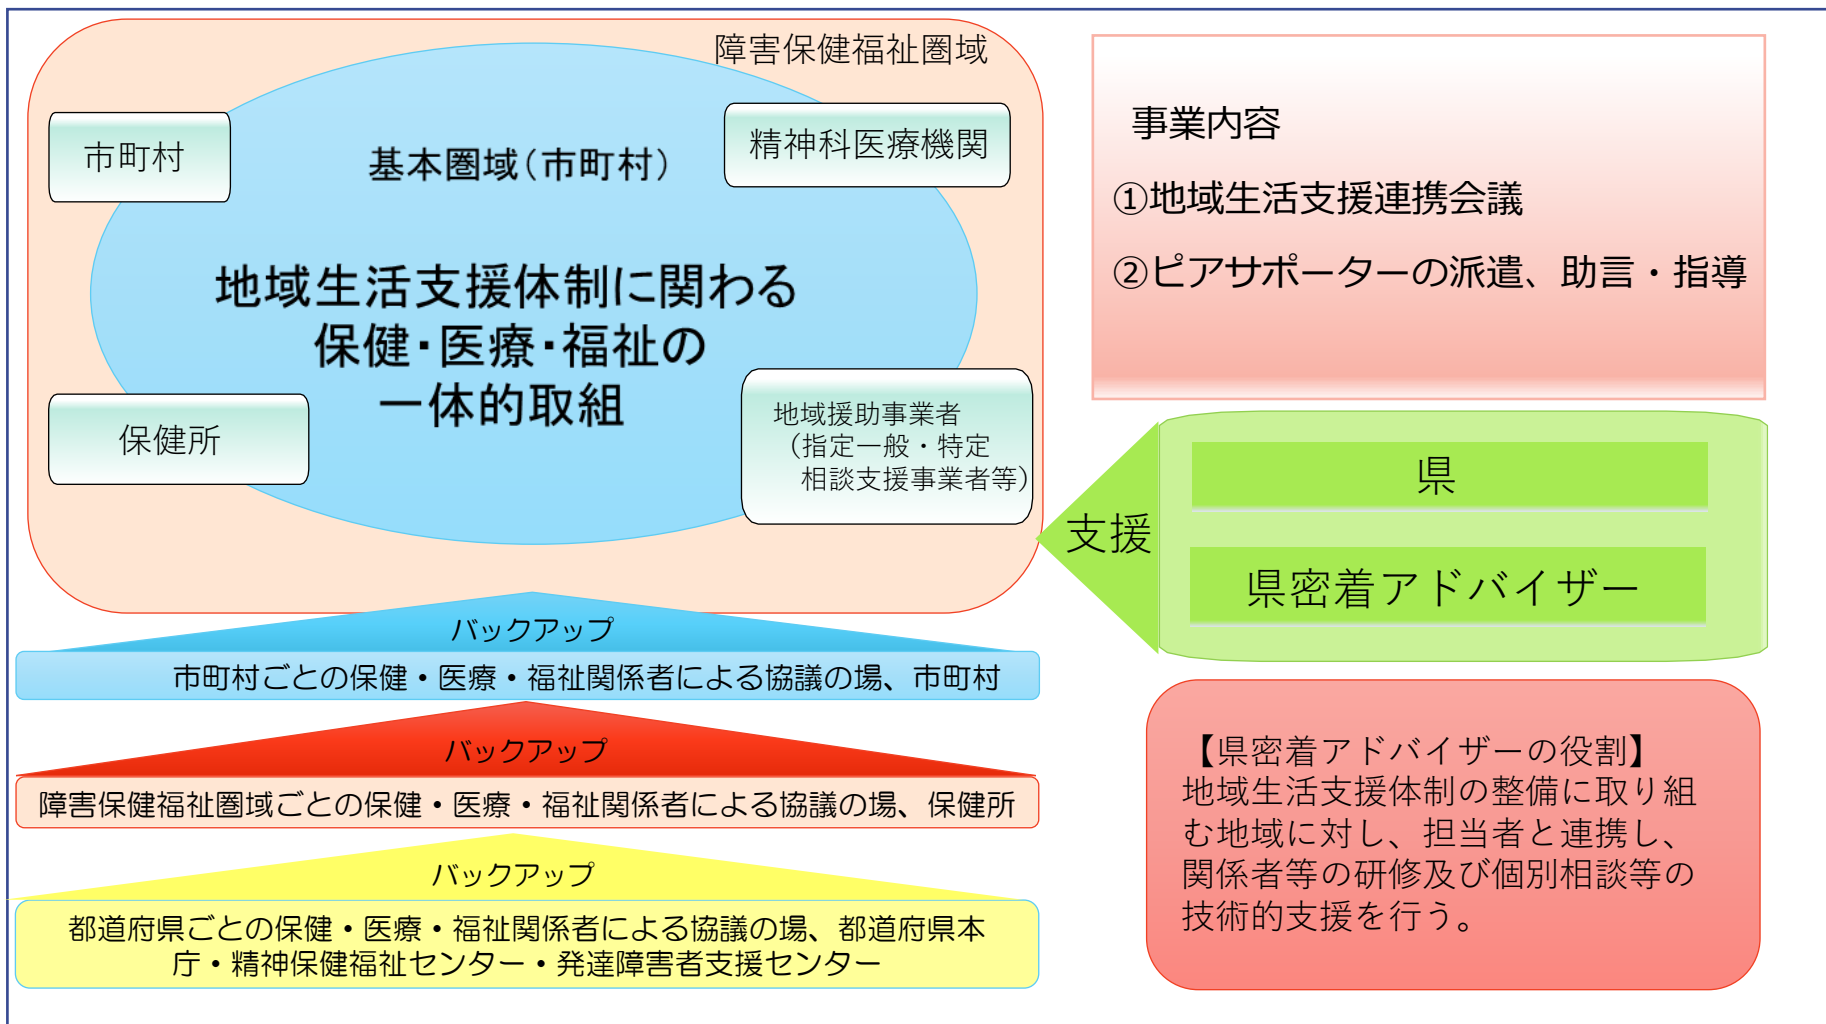 障害保健福祉圏域
市町村
基本圏域（市町村）
精神科医療機関
地域生活支援体制に関わる
保健・医療・福祉の
一体的取組
保健所
地域援助事業者
（指定一般・特定
相談支援事業者等）
事業内容
①地域生活支援連携会議
②ピアサポーターの派遣、助言・指導
支援
県
県密着アドバイザー
バックアップ
市町村ごとの保健・医療・福祉関係者による協議の場、市町村
バックアップ
障害保健福祉圏域ごとの保健・医療・福祉関係者による協議の場、保健所
バックアップ
都道府県ごとの保健・医療・福祉関係者による協議の場、都道府県本
庁・精神保健福祉センター・発達障害者支援センター
【県密着アドバイザーの役割】
地域生活支援体制の整備に取り組
む地域に対し、担当者と連携し、
関係者等の研修及び個別相談等の
技術的支援を行う。